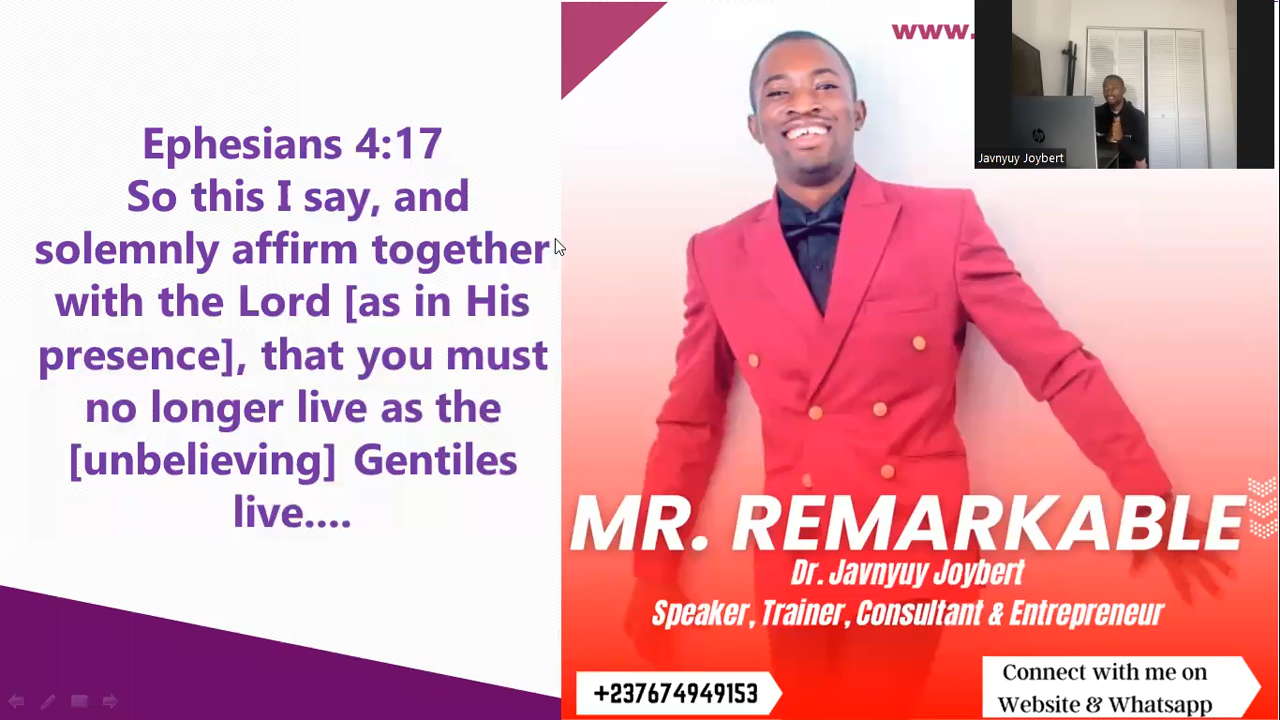 Ephesians 4:17
So this I say, and
solemnly affirm together
with the Lord [as in His
presence], that you must
no longer live as the
[unbelieving] Gentiles
live....
www.
hp
Javnyuy Joybert
MR. REMARKABLE
Dr. Javnyuy Joybert
Speaker, Trainer, Consultant & Entrepreneur
+237674949153
Connect with me on
Website & Whatsapp